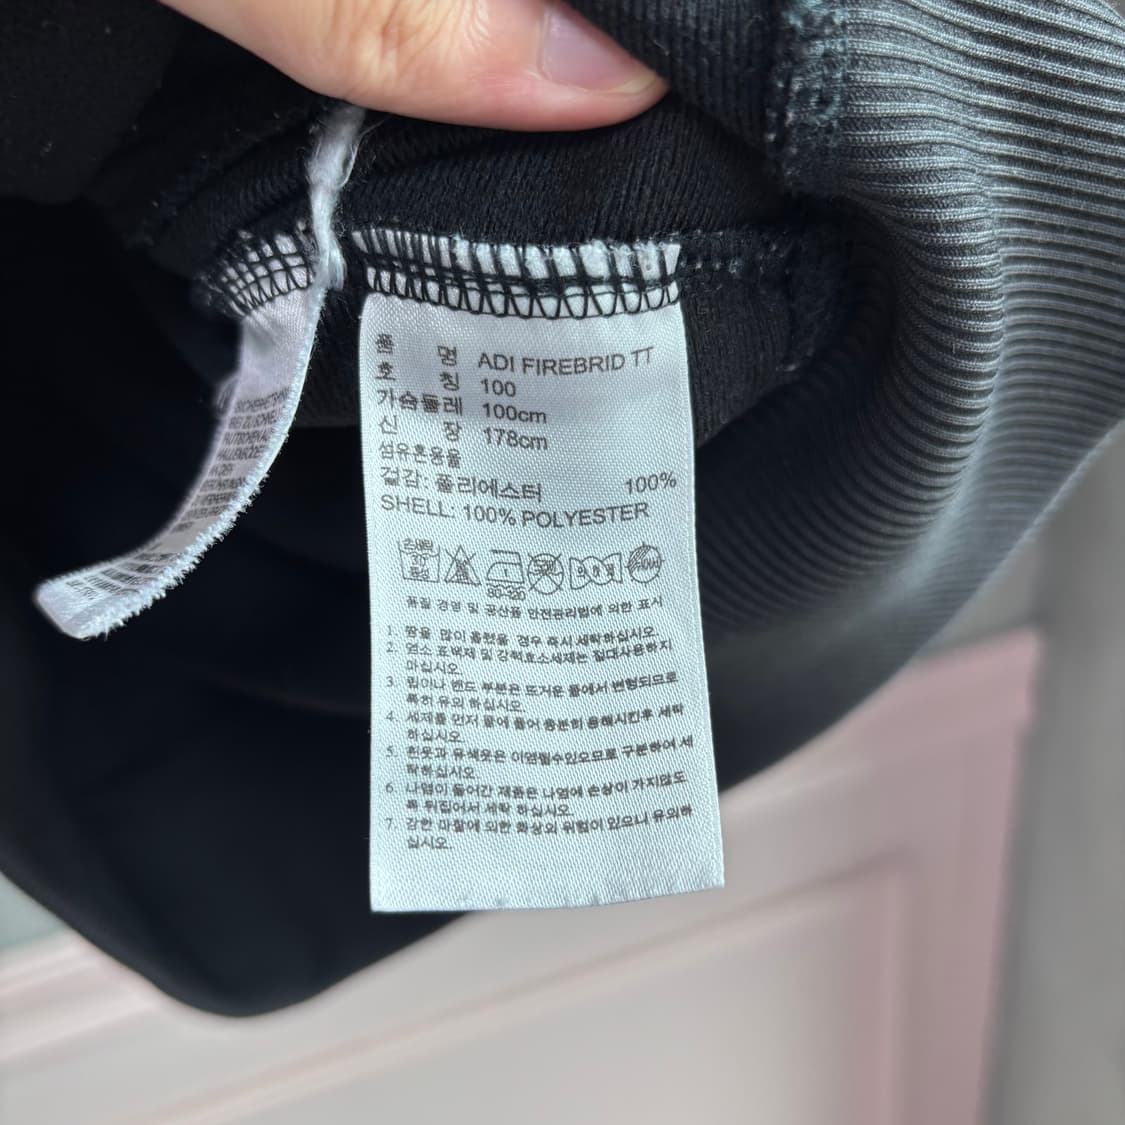 품 명 ADI FIREBRID TT
호 칭 100
가슴둘레 100cm
신 장 178cm
섬유혼용율
겉감: 폴리에스터 100%
SHELL: 100% POLYESTER
80~120
품질 경영 및 공산품 안전관리법에 의한 표시
1. 땀을 많이 흘렸을 경우 즉시 세탁하십시오.
2. 염소 표백제 및 강력효소세제는 절대사용하지
마십시오.
3. 립이나 밴드 부분은 뜨거운 물에서 변형되므로
특히 유의 하십시오.
4. 세제를 먼저 물에 풀어 충분히 용해시킨후 세탁
하십시오.
5. 흰옷과 유색옷은 이염될수있으므로 구분하여 세
탁하십시오.
6. 나염이 들어간 제품은 나염에 손상이 가지않도
록 뒤집어서 세탁 하십시오.
7. 강한 마찰에 의한 화상의 위험이 있으니 유의하
십시오.